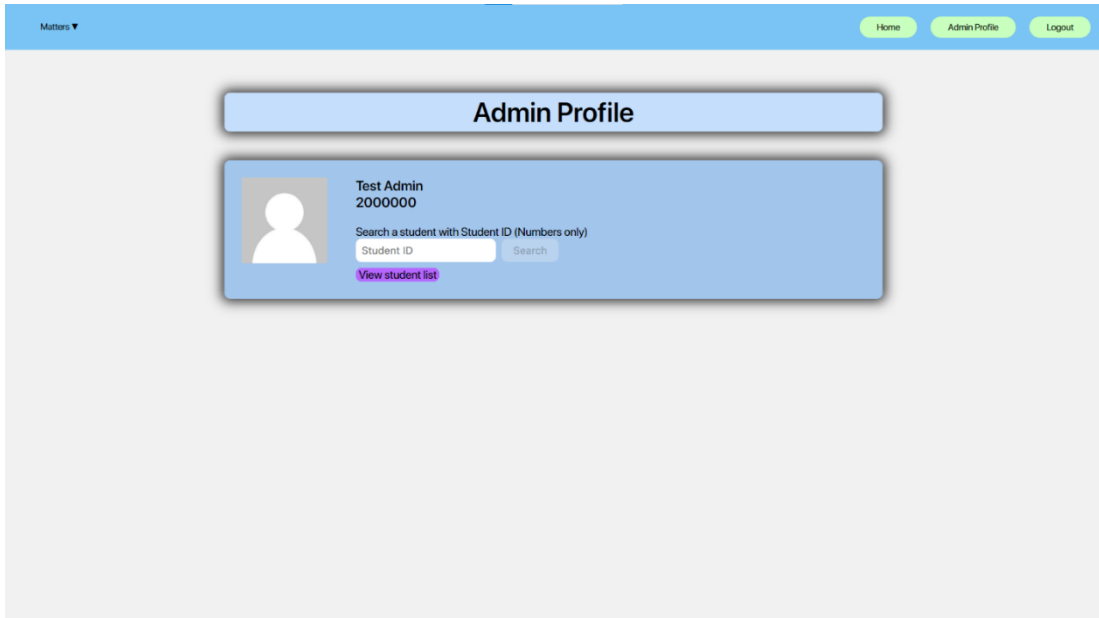 Matters ▼
Home
Admin Profile
Logout
Admin Profile
Test Admin
2000000
Search a student with Student ID (Numbers only)
Student ID
Search
View student list